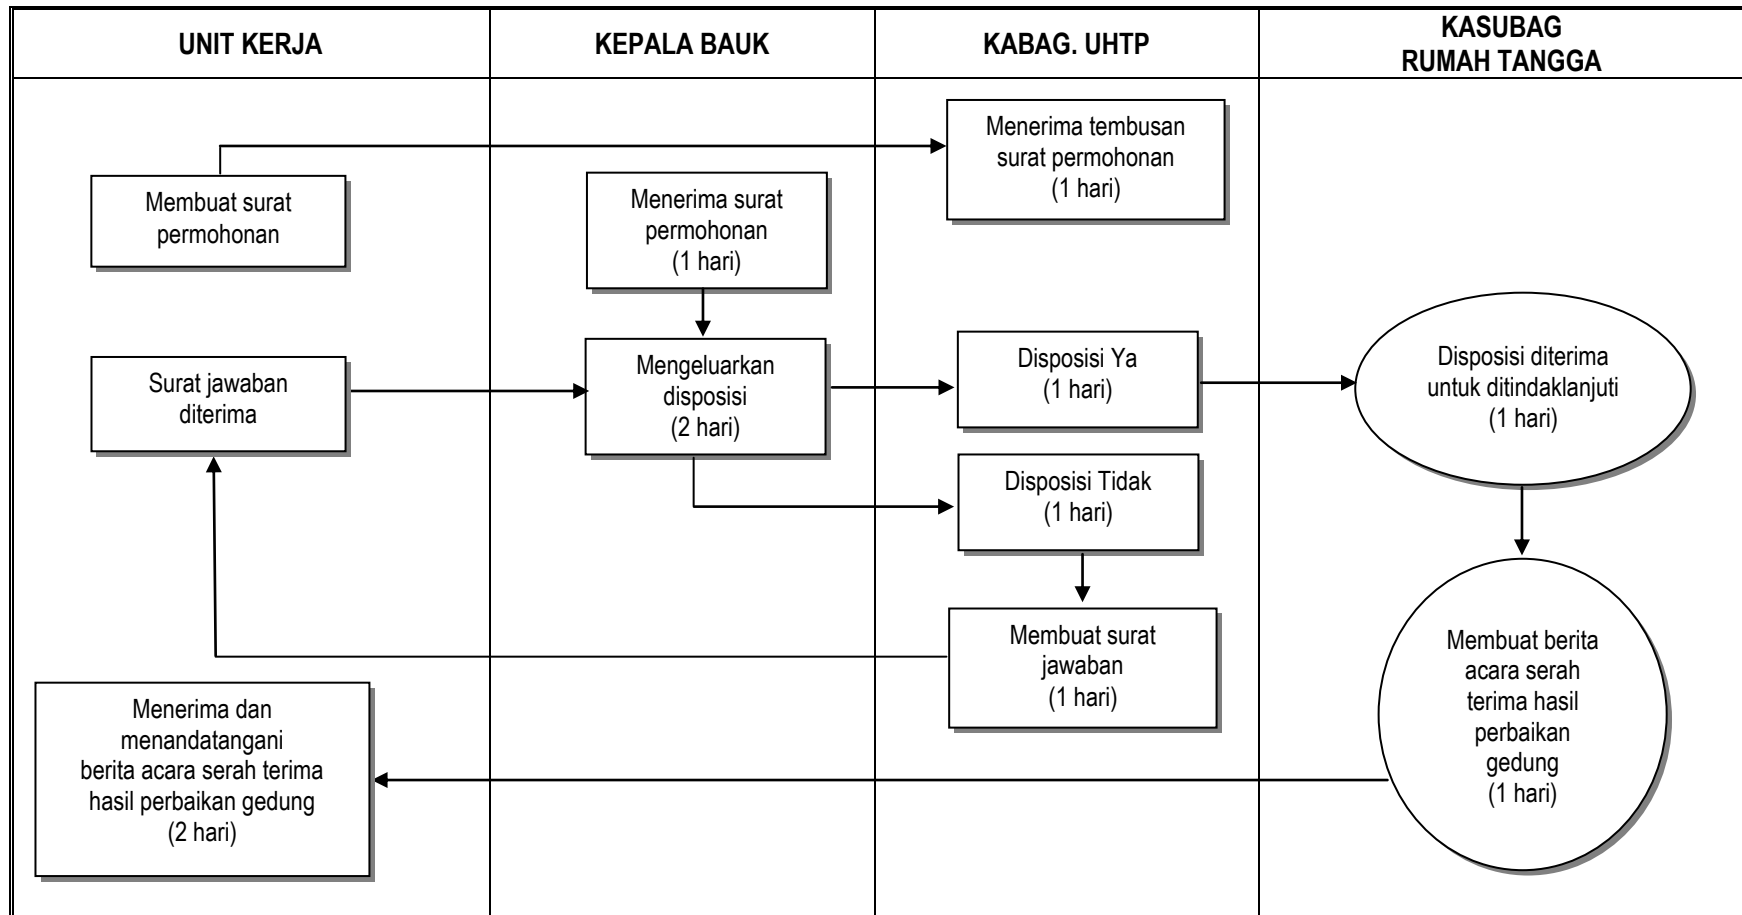 UNIT KERJA
KEPALA BAUK
KABAG. UHTP
KASUBAG
RUMAH TANGGA
Membuat surat
permohonan
Menerima surat
permohonan
(1 hari)
Menerima tembusan
surat permohonan
(1 hari)
Surat jawaban
diterima
Mengeluarkan
disposisi
(2 hari)
Disposisi Ya
(1 hari)
Disposisi diterima
untuk ditindaklanjuti
(1 hari)
Disposisi Tidak
(1 hari)
Membuat surat
jawaban
(1 hari)
Membuat berita
acara serah
terima hasil
perbaikan
gedung
(1 hari)
Menerima dan
menandatangani
berita acara serah terima
hasil perbaikan gedung
(2 hari)